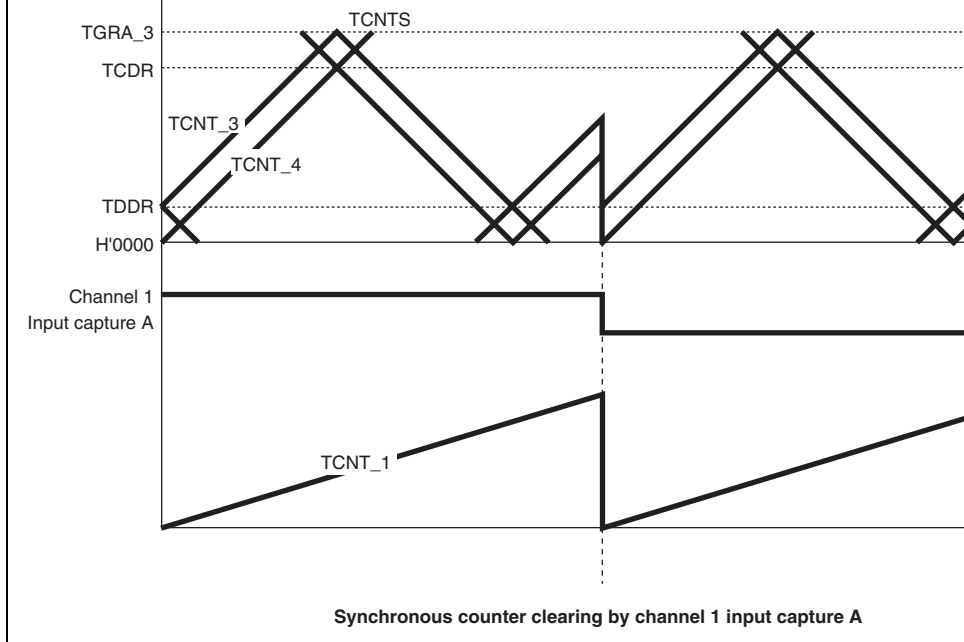 TCNTS
TGRA_3
TCDR
TCNT_3
TCNT_4
TDDR
H'0000
Channel 1
Input capture A
TCNT_1
Synchronous counter clearing by channel 1 input capture A